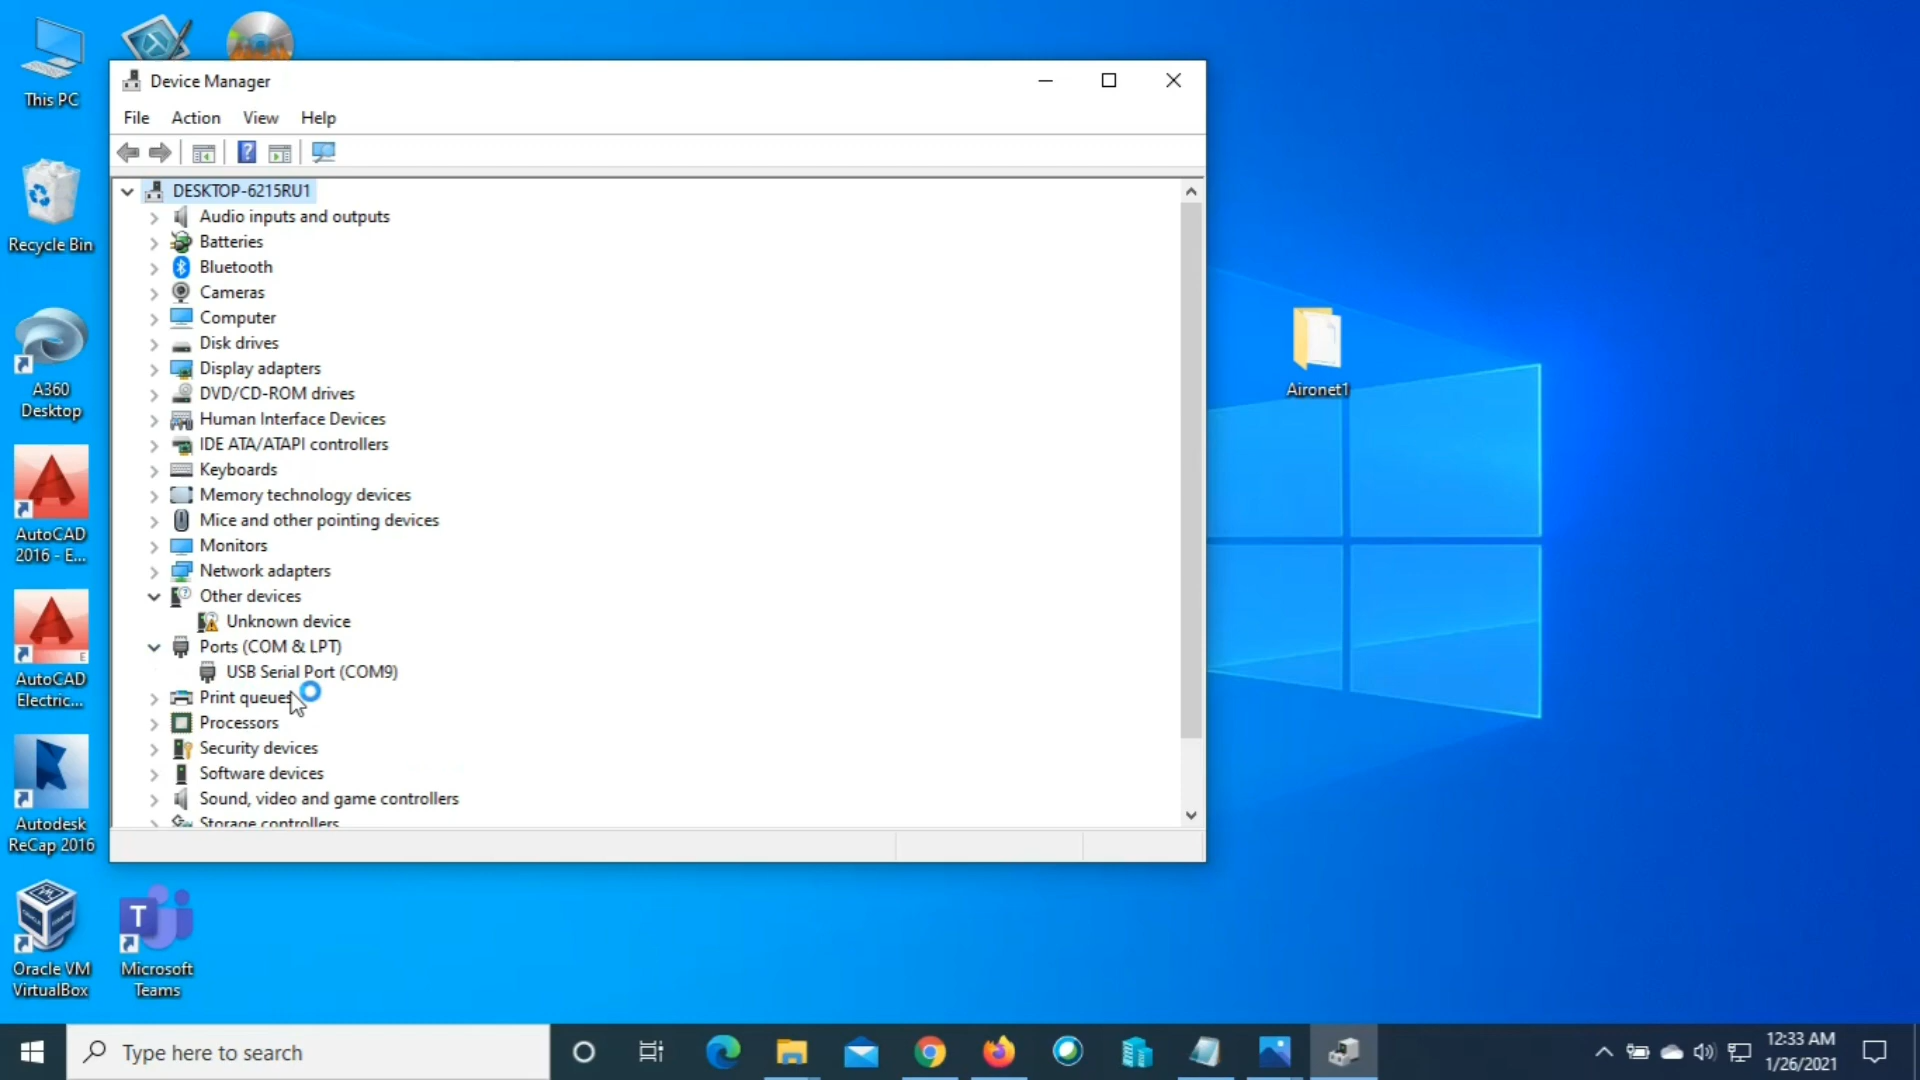 This PC
Recycle Bin
A360
Desktop
AutoCAD
2016 - E...
AutoCAD
Electric...
Autodesk
ReCap 2016
Oracle VM
VirtualBox
Microsoft
Teams
Device Manager
File Action View Help
DESKTOP-6215RU1
Audio inputs and outputs
Batteries
Bluetooth
Cameras
Computer
Disk drives
Display adapters
DVD/CD-ROM drives
Human Interface Devices
IDE ATA/ATAPI controllers
Keyboards
Memory technology devices
Mice and other pointing devices
Monitors
Network adapters
Other devices
Unknown device
Ports (COM & LPT)
USB Serial Port (COM9)
Print queues
Processors
Security devices
Software devices
Sound, video and game controllers
Storage controllers
Aironet1
Type here to search
12:33 AM
1/26/2021